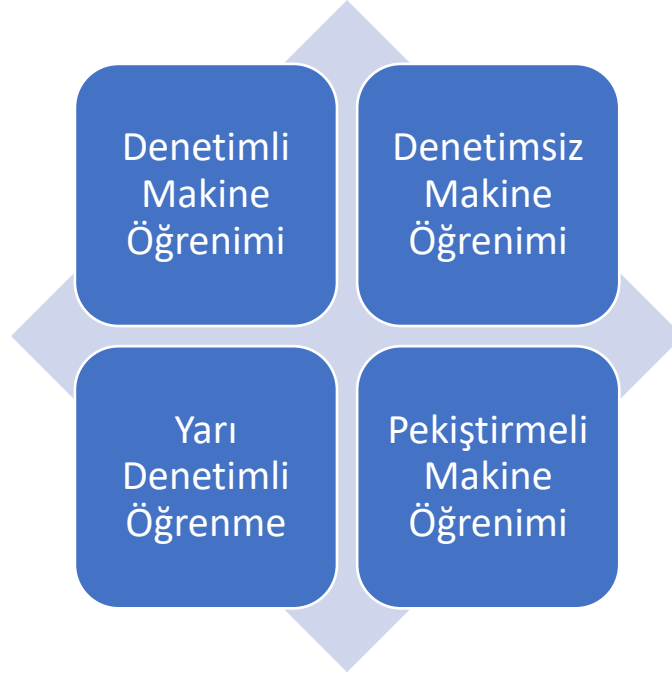 Denetimli
Makine
Öğrenimi
Denetimsiz
Makine
Öğrenimi
Yarı
Denetimli
Öğrenme
Pekiştirmeli
Makine
Öğrenimi